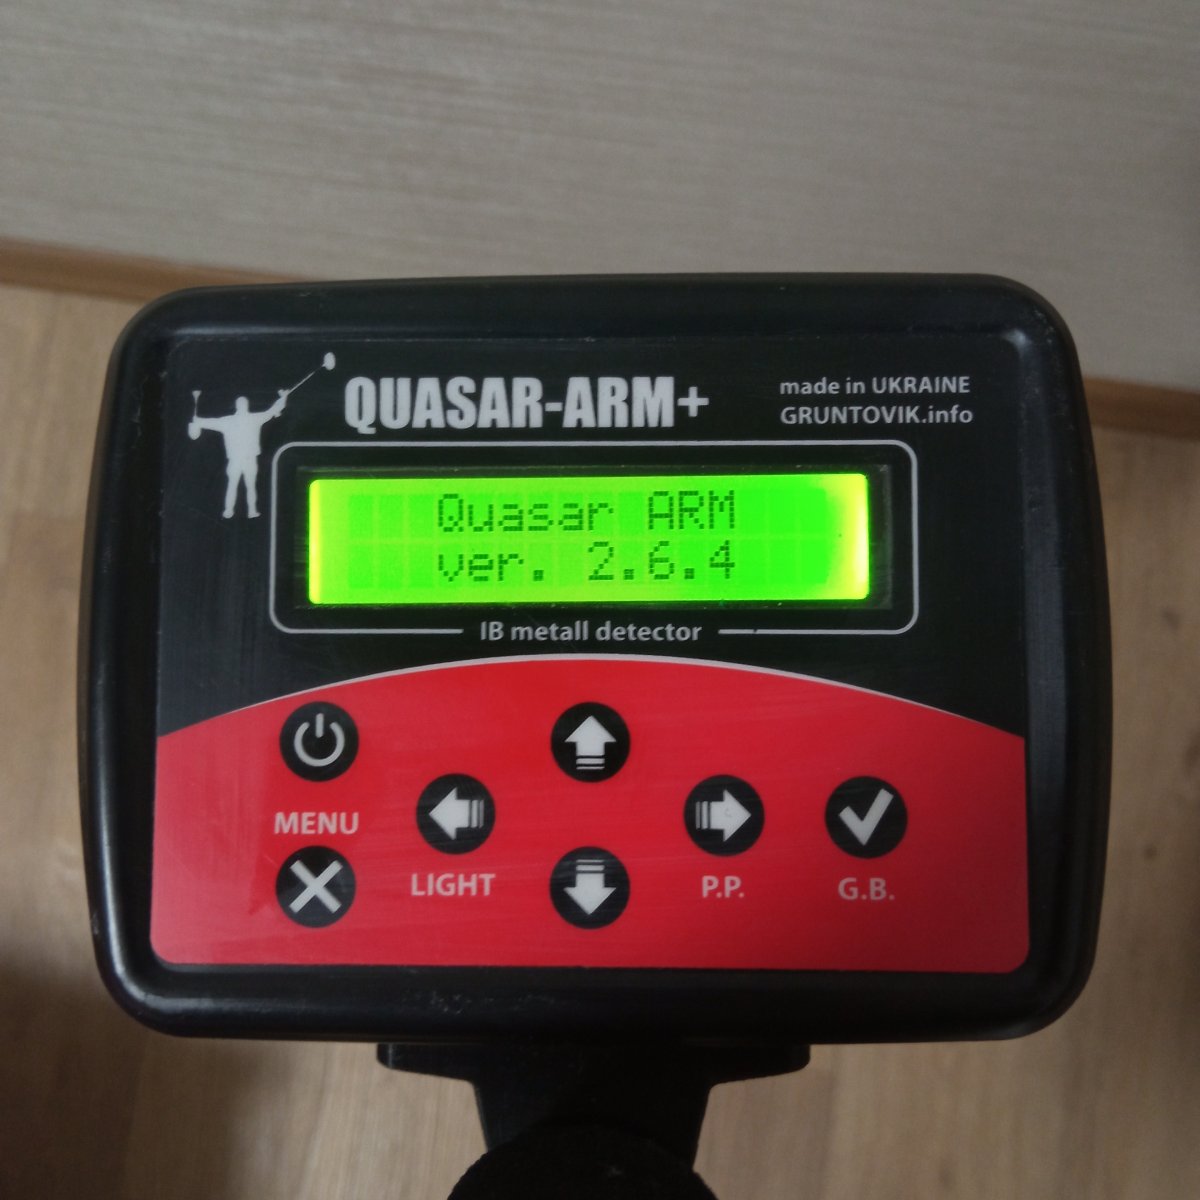 QUASAR-ARM+
made in UKRAINE
GRUNTOVIK.info
Quasar ARM
ver. 2.6.4
IB metall detector
MENU
LIGHT
P.P.
G.B.